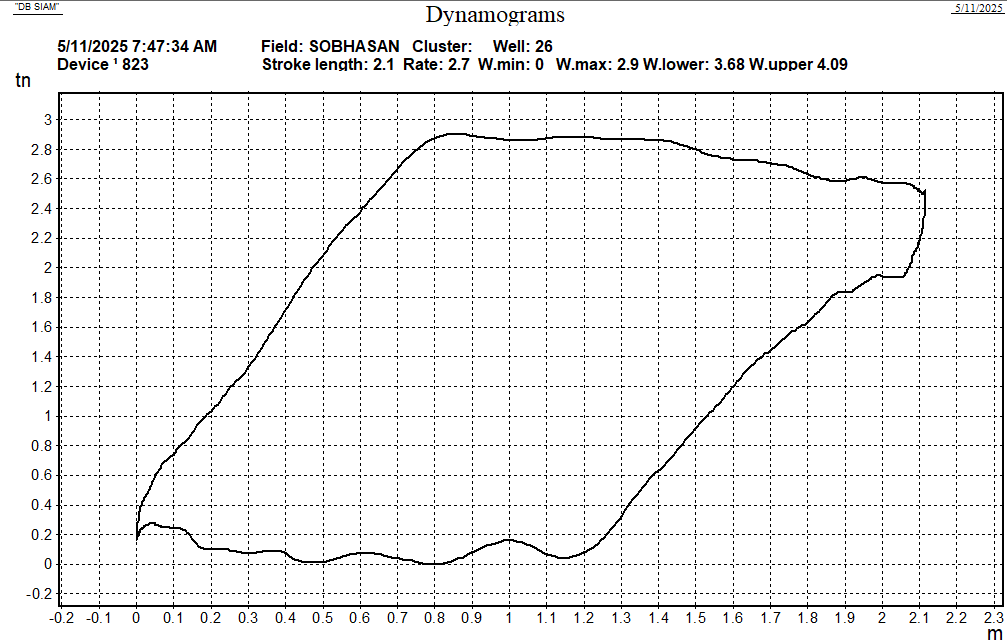 "DB SIAM"
5/11/2025
Dynamograms
5/11/2025 7:47:34 AM Field: SOBHASAN Cluster: Well: 26
Device ¹ 823 Stroke length: 2.1 Rate: 2.7 W.min: 0 W.max: 2.9 W.lower: 3.68 W.upper 4.09
tn
3
2.8
2.6
2.4
2.2
2
1.8
1.6
1.4
1.2
1
0.8
0.6
0.4
0.2
0
-0.2
-0.2 -0.1 0 0.1 0.2 0.3 0.4 0.5 0.6 0.7 0.8 0.9 1 1.1 1.2 1.3 1.4 1.5 1.6 1.7 1.8 1.9 2 2.1 2.2 2.3
m